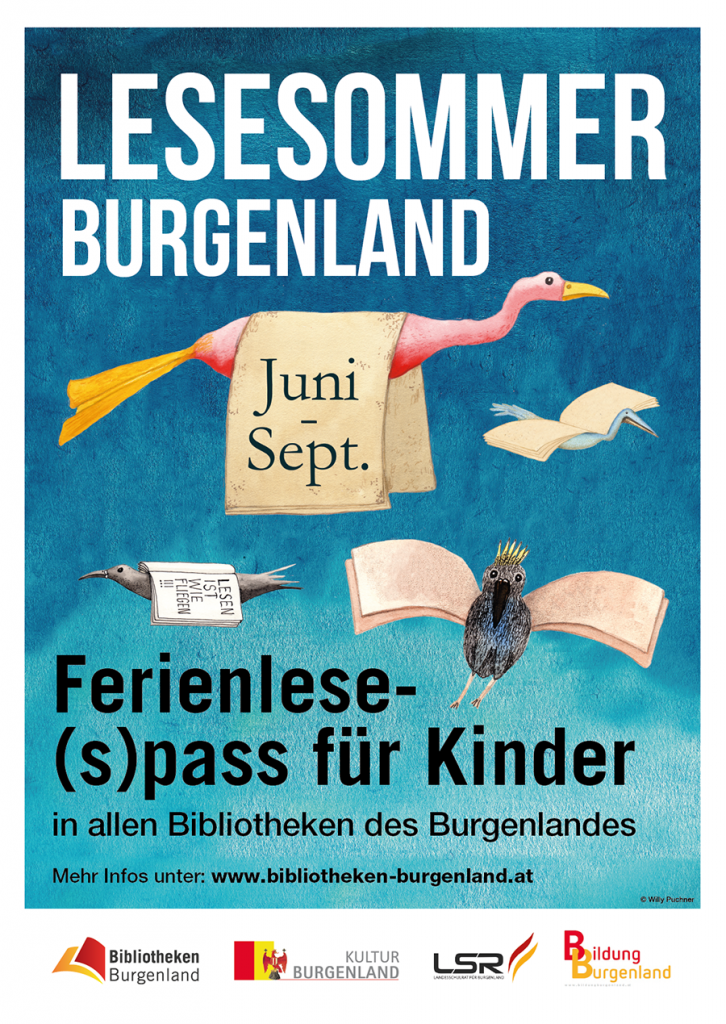 LESESOMMER
BURGENLAND
Juni
-
Sept.
LESEN
IST
WIE
FLIEGEN
!!!
Ferienlese-
(s)pass für Kinder
in allen Bibliotheken des Burgenlandes
Mehr Infos unter: www.bibliotheken-burgenland.at
© Willy Puchner
Bibliotheken
Burgenland
KULTUR
BURGENLAND
LSR
LANDESSCHULRAT FÜR BURGENLAND
Bildung
Burgenland